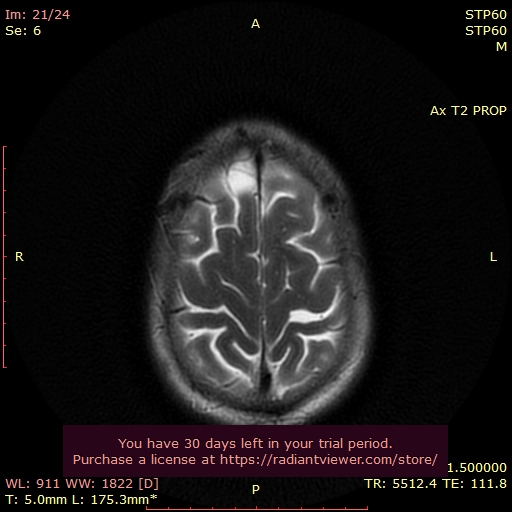 Im: 21/24
Se: 6
A
STP60
STP60
M
Ax T2 PROP
R
L
You have 30 days left in your trial period.
Purchase a license at https://radiantviewer.com/store/
1.500000
WL: 911 WW: 1822 [D]
T: 5.0mm L: 175.3mm*
P
TR: 5512.4 TE: 111.8